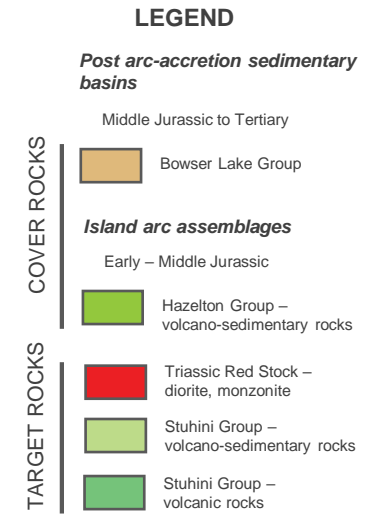 LEGEND
Post arc-accretion sedimentary
basins
Middle Jurassic to Tertiary
COVER ROCKS
Bowser Lake Group
Island arc assemblages
Early – Middle Jurassic
Hazelton Group –
volcano-sedimentary rocks
TARGET ROCKS
Triassic Red Stock –
diorite, monzonite
Stuhini Group –
volcano-sedimentary rocks
Stuhini Group –
volcanic rocks